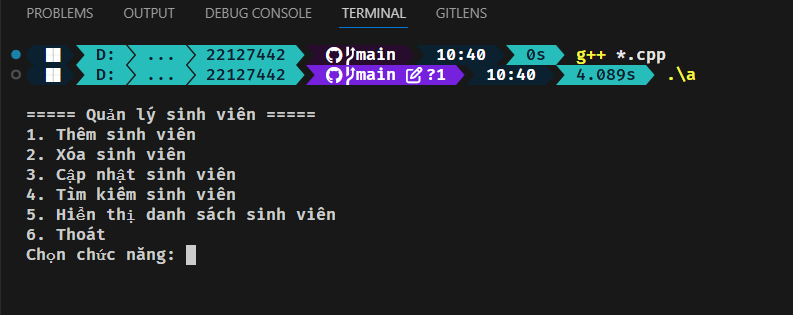 PROBLEMS OUTPUT DEBUG CONSOLE TERMINAL GITLENS
D: ... 22127442 main 10:40 0s g++ *.cpp
D: ... 22127442 main ?1 10:40 4.089s .\a
===== Quản lý sinh viên =====
1. Thêm sinh viên
2. Xóa sinh viên
3. Cập nhật sinh viên
4. Tìm kiếm sinh viên
5. Hiển thị danh sách sinh viên
6. Thoát
Chọn chức năng: